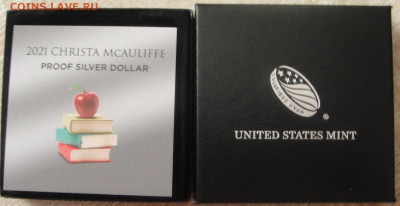 COINS.LAVE.RU
2021 CHRISTA McAULIFFE
PROOF SILVER DOLLAR
®
UNITED STATES MINT